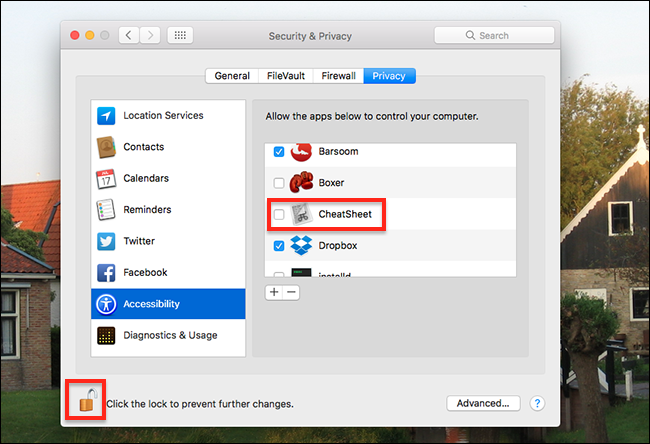 Security & Privacy
Search
General FileVault Firewall Privacy
Location Services
Contacts
JUL
17
Calendars
Reminders
Twitter
Facebook
Accessibility
Diagnostics & Usage
Allow the apps below to control your computer.
Barsoom
Boxer
CheatSheet
Dropbox
installd
+ −
Click the lock to prevent further changes.
Advanced... ?